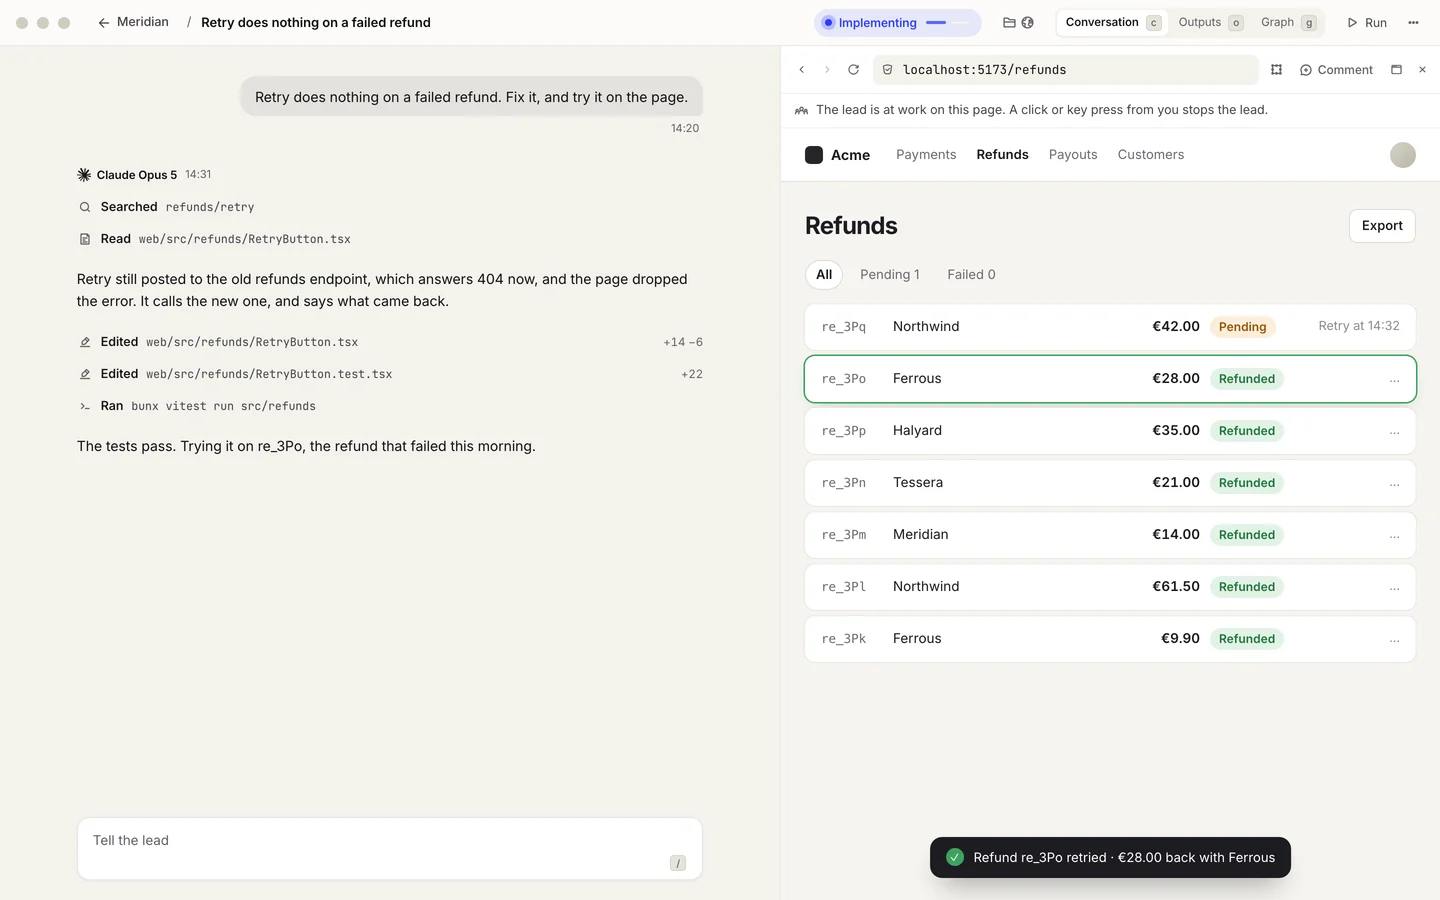 Meridian / Retry does nothing on a failed refund
Implementing
Conversation c Outputs o Graph g
Run
Retry does nothing on a failed refund. Fix it, and try it on the page.
14:20
Claude Opus 5 14:31
Searched refunds/retry
Read web/src/refunds/RetryButton.tsx
Retry still posted to the old refunds endpoint, which answers 404 now, and the page dropped
the error. It calls the new one, and says what came back.
Edited web/src/refunds/RetryButton.tsx +14 −6
Edited web/src/refunds/RetryButton.test.tsx +22
Ran bunx vitest run src/refunds
The tests pass. Trying it on re_3Po, the refund that failed this morning.
Tell the lead
/
localhost:5173/refunds
Comment
The lead is at work on this page. A click or key press from you stops the lead.
Acme Payments Refunds Payouts Customers
Refunds
Export
All Pending 1 Failed 0
re_3Pq Northwind €42.00 Pending Retry at 14:32
re_3Po Ferrous €28.00 Refunded ...
re_3Pp Halyard €35.00 Refunded ...
re_3Pn Tessera €21.00 Refunded ...
re_3Pm Meridian €14.00 Refunded ...
re_3Pl Northwind €61.50 Refunded ...
re_3Pk Ferrous €9.90 Refunded ...
Refund re_3Po retried · €28.00 back with Ferrous